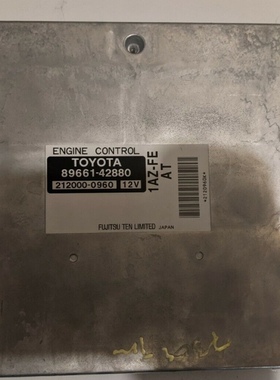 ENGINE CONTROL
TOYOTA
89661-42880
212000-0960 12V
1AZ-FE
AT
FUJITSU TEN LIMITED JAPAN